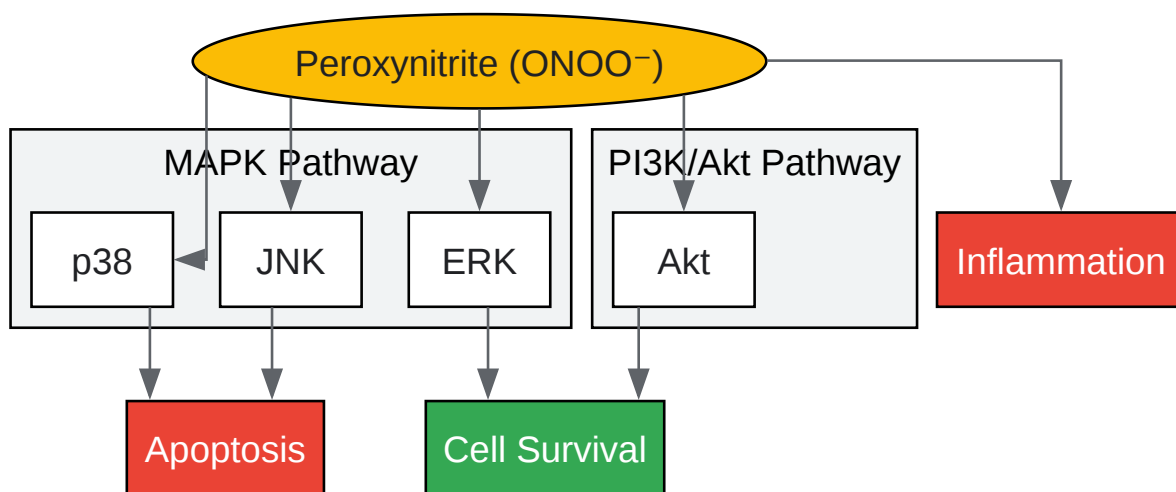 Peroxynitrite (ONOO⁻)
MAPK Pathway
PI3K/Akt Pathway
p38
JNK
ERK
Akt
Inflammation
Apoptosis
Cell Survival